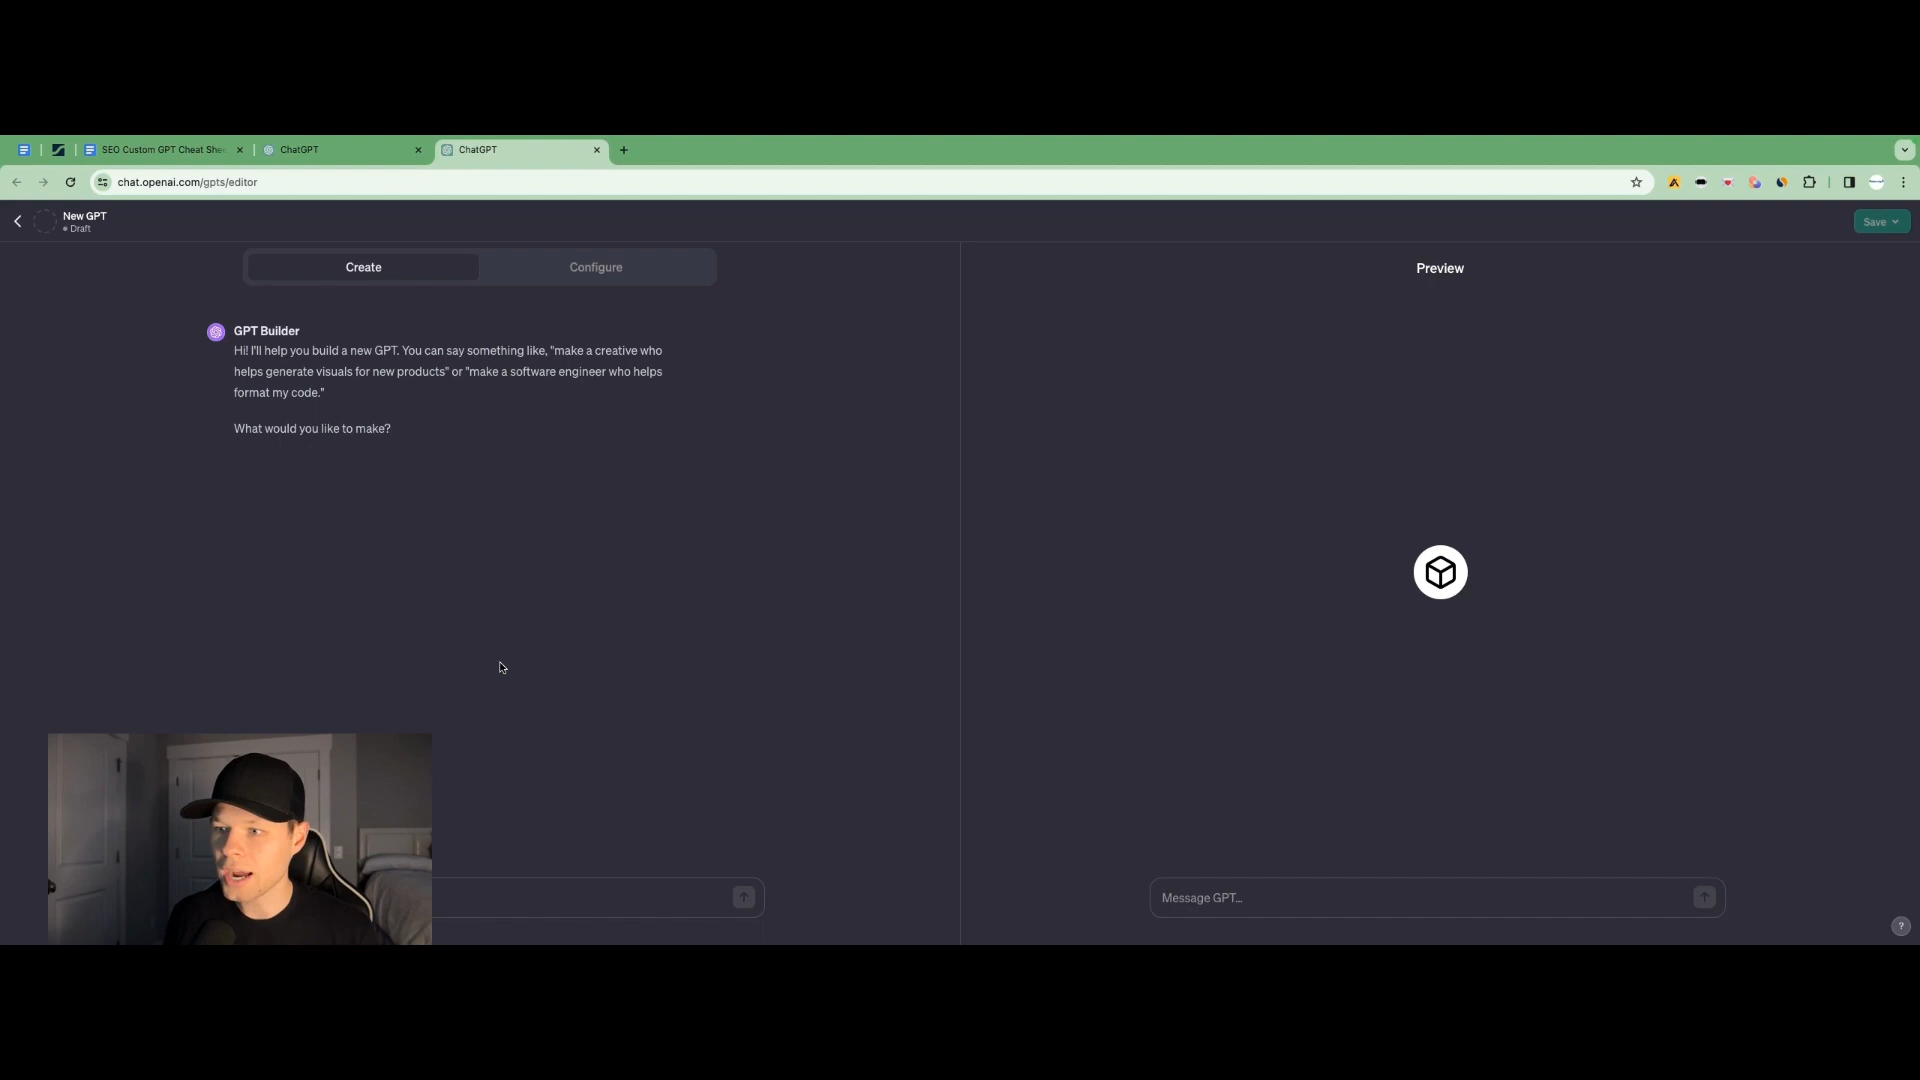 SEO Custom GPT Cheat Shee
ChatGPT
ChatGPT
chat.openai.com/gpts/editor
New GPT
Draft
Save
Create
Configure
Preview
GPT Builder
Hi! I'll help you build a new GPT. You can say something like, "make a creative who
helps generate visuals for new products" or "make a software engineer who helps
format my code."
What would you like to make?
Message GPT...
?